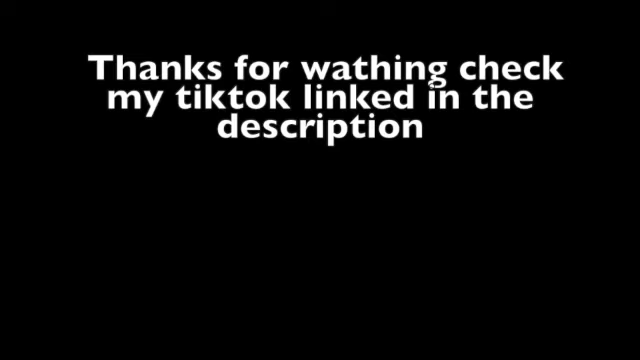 Thanks for wathing check
my tiktok linked in the
description